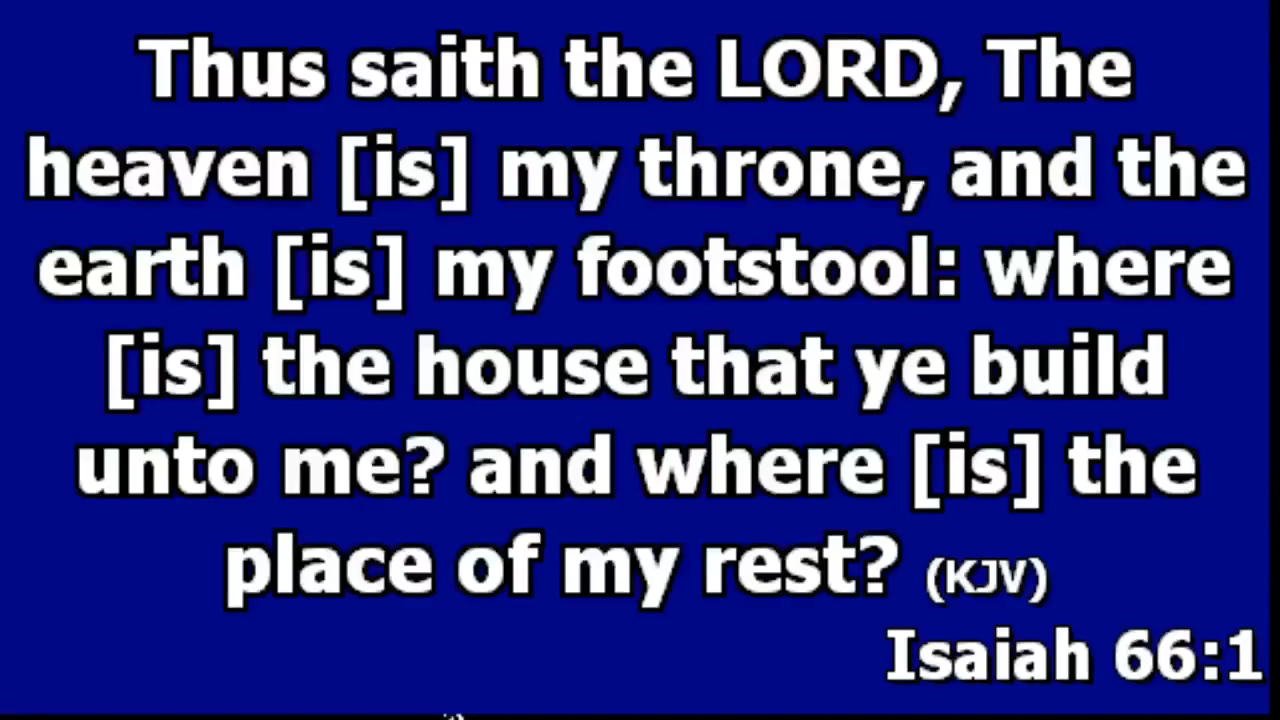 Thus saith the LORD, The
heaven [is] my throne, and the
earth [is] my footstool: where
[is] the house that ye build
unto me? and where [is] the
place of my rest? (KJV)
Isaiah 66:1